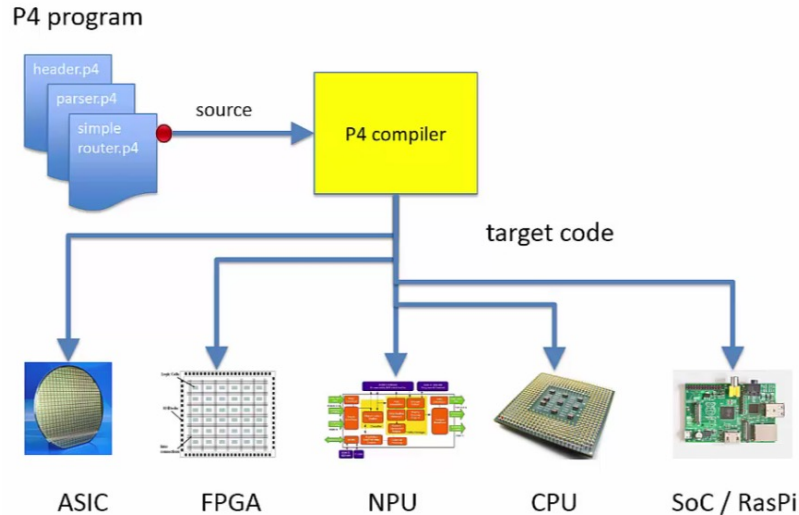 P4 program
header.p4
parser.p4
simple
router.p4
source
P4 compiler
target code
ASIC
FPGA
NPU
CPU
SoC / RasPi